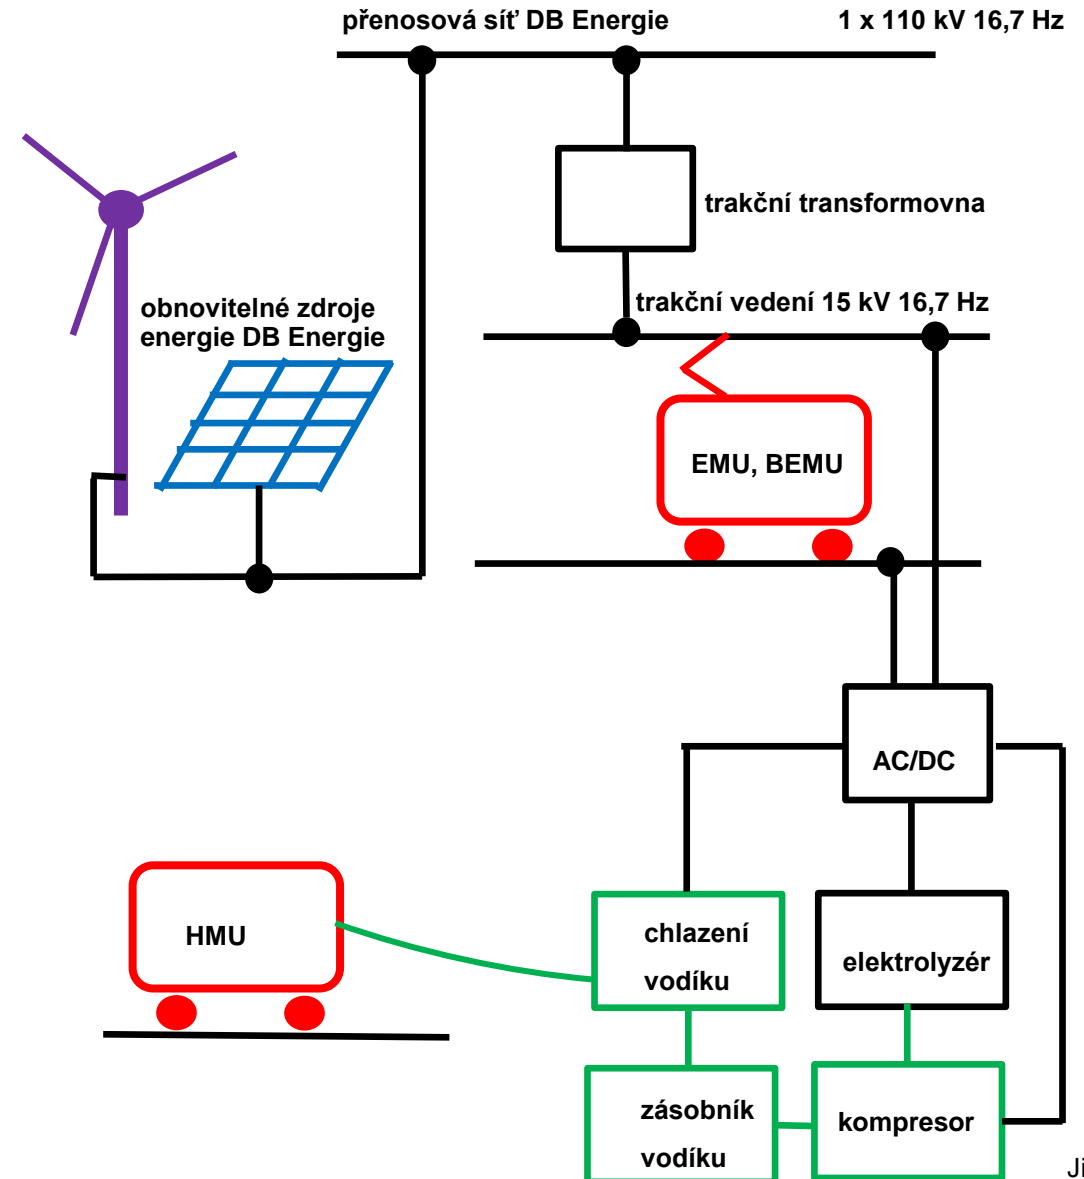 přenosová síť DB Energie
1 x 110 kV 16,7 Hz
trakční transformovna
obnovitelné zdroje
energie DB Energie
trakční vedení 15 kV 16,7 Hz
EMU, BEMU
AC/DC
HMU
chlazení
vodíku
elektrolyzér
zásobník
vodíku
kompresor
Ji